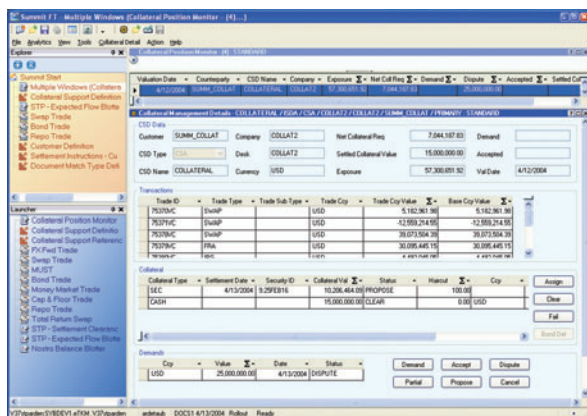 Summit FT - Multiple Windows (Collateral Position Monitor - (4)...)
File Analytics View Tools Collateral Detail Action Help
Explorer
Summit Start
Multiple Windows (Collatera
Collateral Support Definition
STP - Expected Flow Blotte
Swap Trade
Bond Trade
Repo Trade
Customer Definition
Settlement Instructions - Cu
Document Match Type Defi
Launcher
Collateral Position Monitor
Collateral Support Definitio
Collateral Support Referenc
FX Fwd Trade
Swap Trade
MUST
Bond Trade
Money Market Trade
Cap & Floor Trade
Repo Trade
Total Return Swap
STP - Settlement Clearenc
STP - Expected Flow Blotte
Nostro Balance Blotter
Collateral Position Monitor - (4) STANDARD
Valuation Date Counterparty CSD Name Company Exposure Σ Net Coll Req Σ Demand Σ Dispute Σ Accepted Σ Settled Col
4/12/2004 SUMM_COLLAT COLLATERAL COLLAT2 57,300,651.92 7,044,187.83 25,000,000.00
Collateral Management Details - COLLATERAL / ISDA / CSA / COLLAT2 / COLLAT2 / SUMM_COLLAT / PRIMARY STANDARD
CSD Data
Customer SUMM_COLLAT Company COLLAT2 Net Collateral Req 7,044,187.83 Demand
CSD Type CSA Desk COLLAT2 Settled Collateral Value 15,000,000.00 Accepted
CSD Name COLLATERAL Currency USD Exposure 57,300,651.92 Val Date 4/12/2004
Transactions
Trade ID Trade Type Trade Sub Type Trade Ccy Trade Ccy Value Σ Base Ccy Value Σ
75370MC SWAP USD 5,182,961.98 5,182,961.98
75371MC SWAP USD -12,559,214.55 -12,559,214.55
SWAP USD 39,073,504.39 39,073,504.39
FRA USD 30,095,445.15 30,095,445.15
Collateral
Collateral Type Settlement Date Security ID Collateral Val Σ Status Haircut Σ Ccy
SEC 4/13/2004 9.25FEB16 10,206,464.09 PROPOSE 100.00
CASH 15,000,000.00 CLEAR 0.00 USD
Assign
Clear
Fail
Bond Def
Demands
Ccy Value Σ Date Status
USD 25,000,000.00 4/13/2004 DISPUTE
Demand Accept Dispute
Partial Propose Cancel
DOCS1 4/13/2004 Rollout Ready